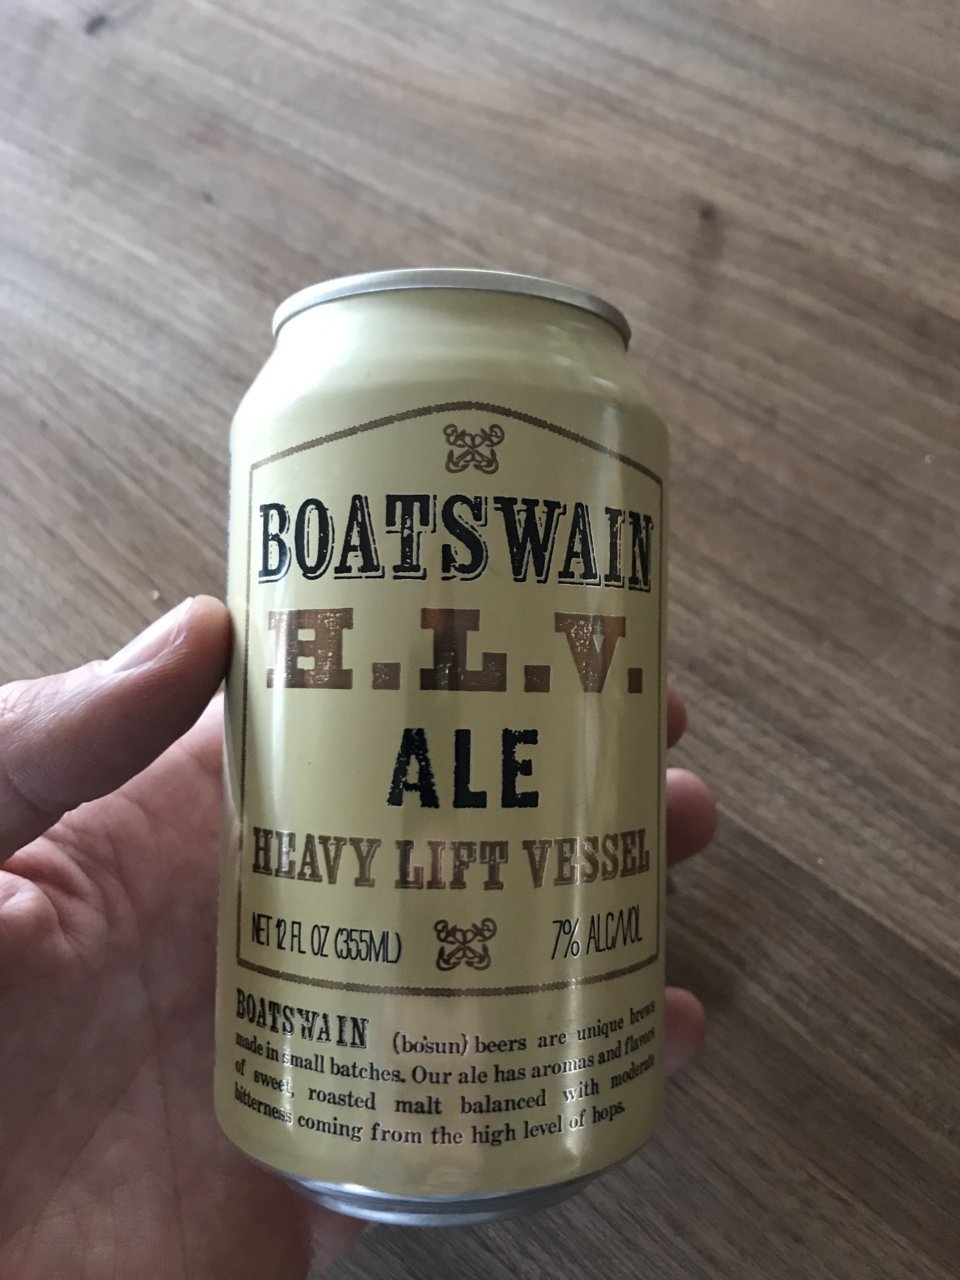 BOATSWAIN
H.L.V.
ALE
HEAVY LIFT VESSEL
NET 12 FL OZ (355ML)
7% ALC/VOL
BOATSWAIN (bo'sun) beers are unique brews
made in small batches. Our ale has aromas and flavors
of sweet, roasted malt balanced with moderate
bitterness coming from the high level of hops.